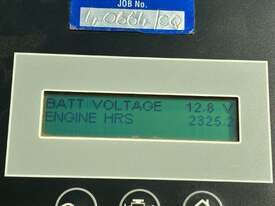 JOB No.
BATT VOLTAGE 12.8 V
ENGINE HRS 2325.2